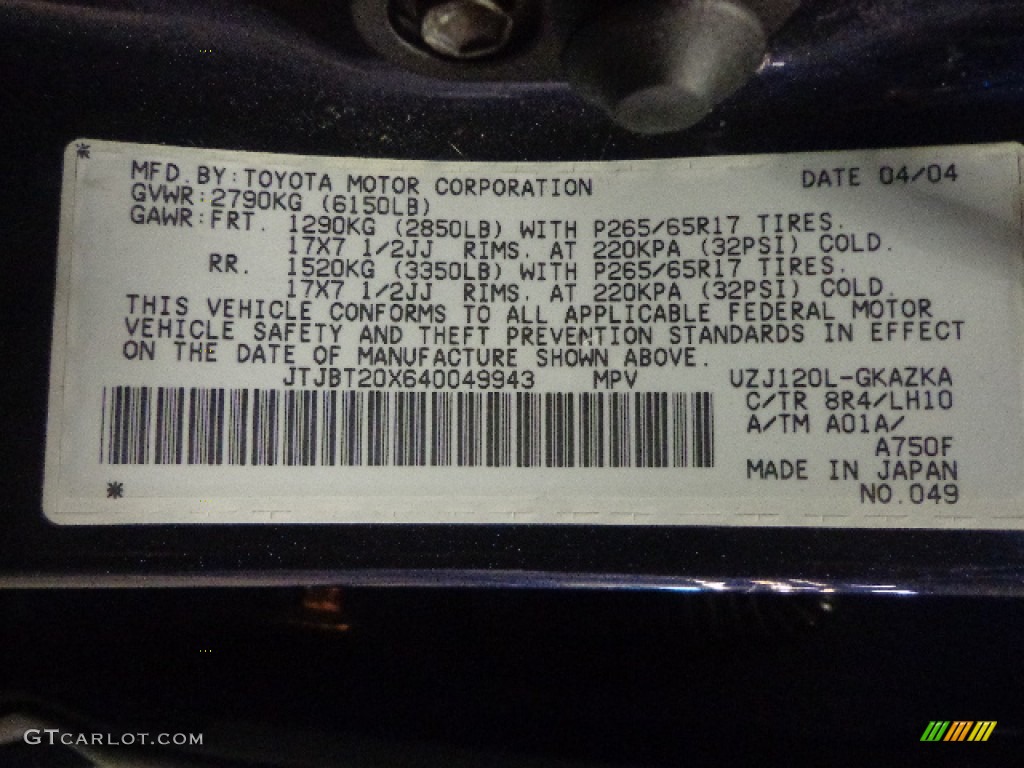 MFD.BY:TOYOTA MOTOR CORPORATION DATE 04/04
GVWR:2790KG (6150LB)
GAWR:FRT. 1290KG (2850LB) WITH P265/65R17 TIRES.
17X7 1/2JJ RIMS. AT 220KPA (32PSI) COLD.
RR. 1520KG (3350LB) WITH P265/65R17 TIRES.
17X7 1/2JJ RIMS. AT 220KPA (32PSI) COLD.
THIS VEHICLE CONFORMS TO ALL APPLICABLE FEDERAL MOTOR
VEHICLE SAFETY AND THEFT PREVENTION STANDARDS IN EFFECT
ON THE DATE OF MANUFACTURE SHOWN ABOVE.
JTJBT20X640049943 MPV UZJ120L-GKAZKA
C/TR 8R4/LH10
A/TM A01A/
A750F
MADE IN JAPAN
NO.049
GTCARLOT.COM